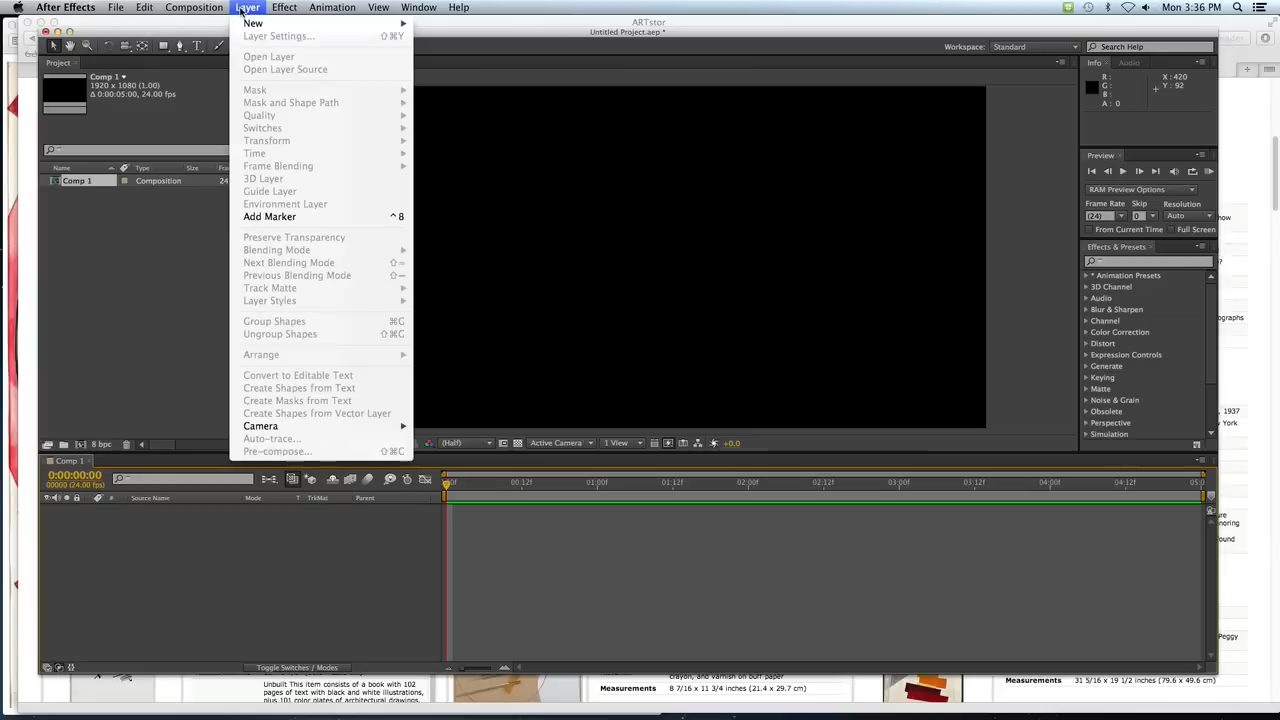 After Effects File Edit Composition Layer Effect Animation View Window Help Mon 3:36 PM
ARTstor
Untitled Project.aep *
Workspace: Standard Search Help
Project
Comp 1
1920 x 1080 (1.00)
Δ 0:00:05:00, 24.00 fps
Name Type Size
Comp 1 Composition 24
8 bpc
New
Layer Settings... ⇧⌘Y
Open Layer
Open Layer Source
Mask
Mask and Shape Path
Quality
Switches
Transform
Time
Frame Blending
3D Layer
Guide Layer
Environment Layer
Add Marker ^8
Preserve Transparency
Blending Mode
Next Blending Mode ⇧=
Previous Blending Mode ⇧-
Track Matte
Layer Styles
Group Shapes ⌘G
Ungroup Shapes ⇧⌘G
Arrange
Convert to Editable Text
Create Shapes from Text
Create Masks from Text
Create Shapes from Vector Layer
Camera
Auto-trace...
Pre-compose... ⇧⌘C
(Half) Active Camera 1 View +0.0
Info Audio
R: X: 420
G: Y: 92
B:
A: 0
Preview
RAM Preview Options
Frame Rate Skip Resolution
(24) 0 Auto
From Current Time Full Screen
Effects & Presets
* Animation Presets
3D Channel
Audio
Blur & Sharpen
Channel
Color Correction
Distort
Expression Controls
Generate
Keying
Matte
Noise & Grain
Obsolete
Perspective
Simulation
Comp 1
0:00:00:00
00000 (24.00 fps)
00:12f 01:00f 01:12f 02:00f 02:12f 03:00f 03:12f 04:00f 04:12f
# Source Name Mode T TrkMat Parent
Toggle Switches / Modes
Unbuilt This item consists of a book with 102
pages of text with black and white illustrations,
plus 101 color plates of architectural drawings.
crayon, and varnish on buff paper
Measurements 8 7/16 x 11 3/4 inches (21.4 x 29.7 cm)
Measurements 31 5/16 x 19 1/2 inches (79.6 x 49.6 cm)
, 1937
Peggy